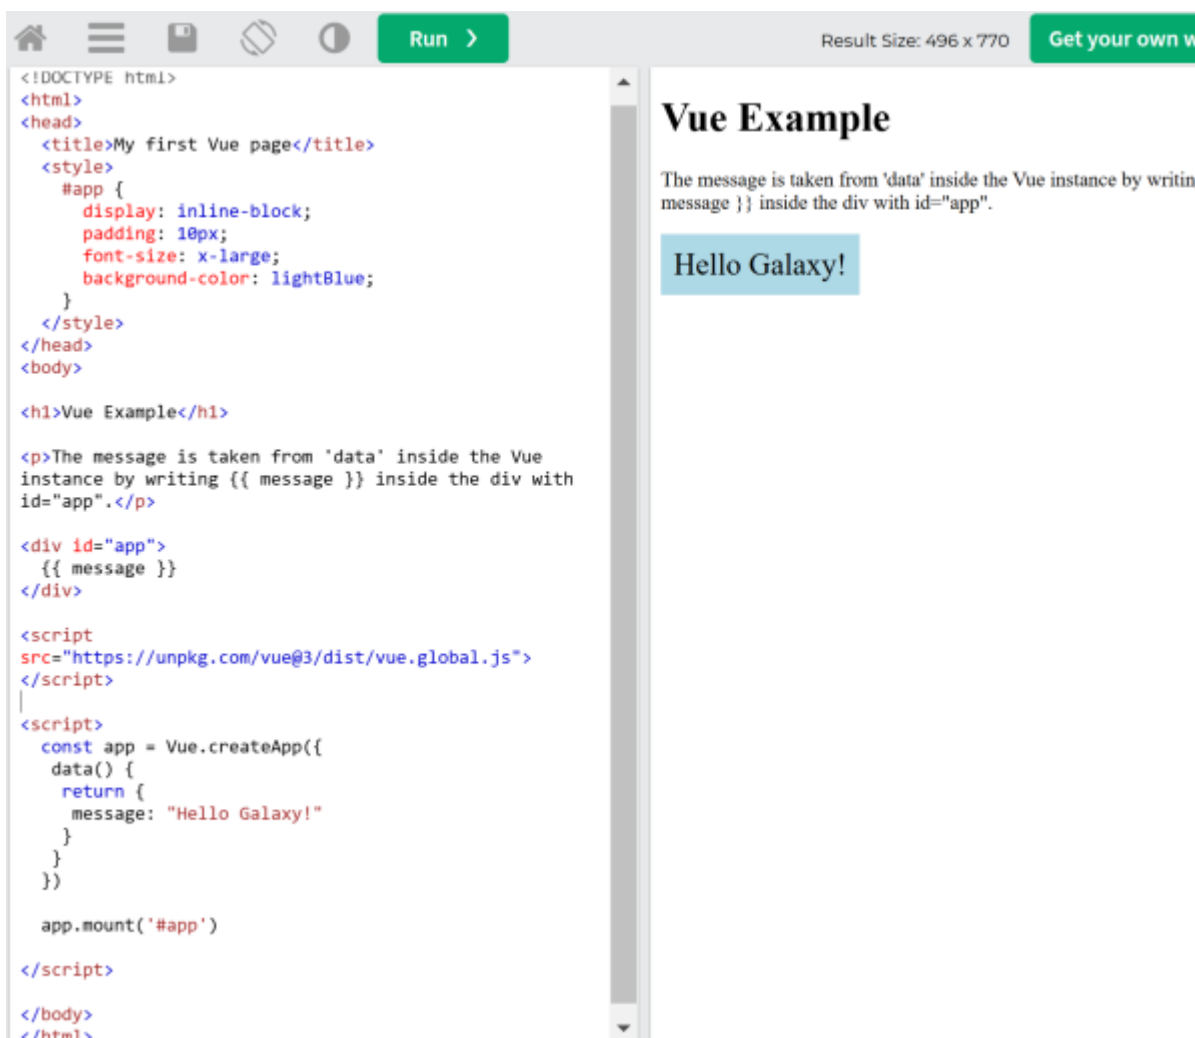 Run ❯
Result Size: 496 x 770
Get your own w
<!DOCTYPE html>
<html>
<head>
  <title>My first Vue page</title>
  <style>
    #app {
      display: inline-block;
      padding: 10px;
      font-size: x-large;
      background-color: lightBlue;
    }
  </style>
</head>
<body>
<h1>Vue Example</h1>
<p>The message is taken from 'data' inside the Vue
instance by writing {{ message }} inside the div with
id="app".</p>
<div id="app">
  {{ message }}
</div>
<script
src="https://unpkg.com/vue@3/dist/vue.global.js">
</script>
<script>
  const app = Vue.createApp({
   data() {
    return {
     message: "Hello Galaxy!"
    }
   }
  })
  app.mount('#app')
</script>
</body>
</html>
Vue Example
The message is taken from 'data' inside the Vue instance by writin
message }} inside the div with id="app".
Hello Galaxy!